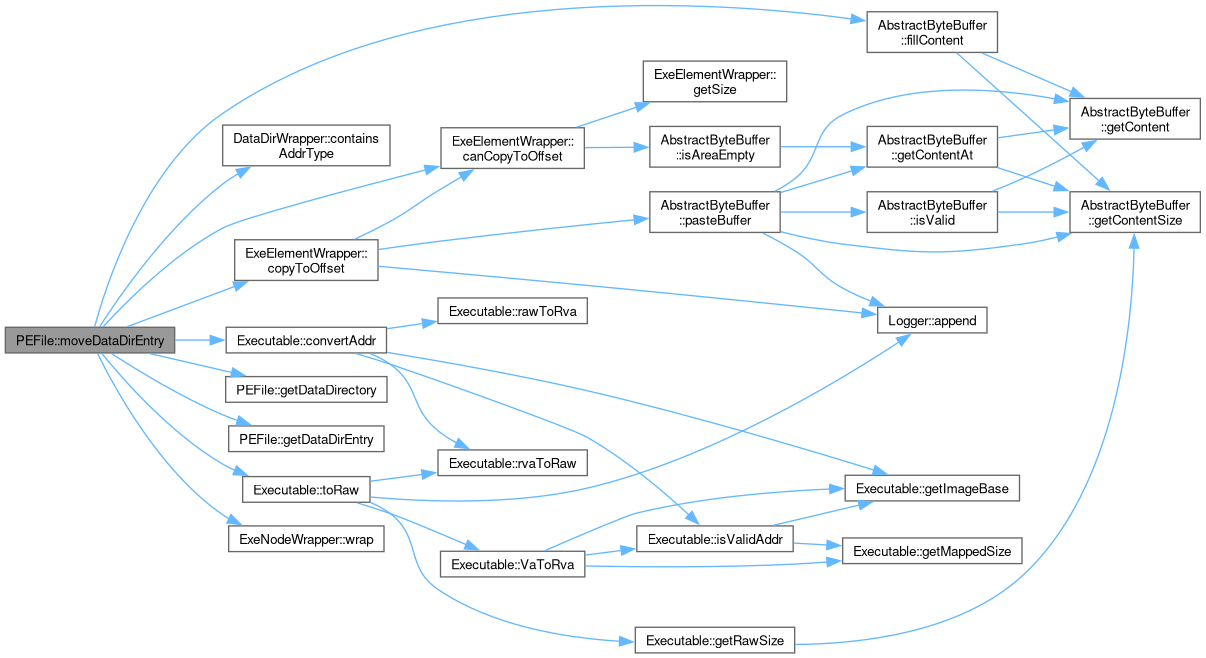 AbstractByteBuffer
::fillContent
ExeElementWrapper::
getSize
AbstractByteBuffer
::getContent
DataDirWrapper::contains
AddrType
ExeElementWrapper::
canCopyToOffset
AbstractByteBuffer
::isAreaEmpty
AbstractByteBuffer
::getContentAt
AbstractByteBuffer
::pasteBuffer
AbstractByteBuffer
::isValid
AbstractByteBuffer
::getContentSize
ExeElementWrapper::
copyToOffset
Executable::rawToRva
Logger::append
PEFile::moveDataDirEntry
Executable::convertAddr
PEFile::getDataDirectory
PEFile::getDataDirEntry
Executable::rvaToRaw
Executable::toRaw
Executable::getImageBase
ExeNodeWrapper::wrap
Executable::isValidAddr
Executable::getMappedSize
Executable::VaToRva
Executable::getRawSize